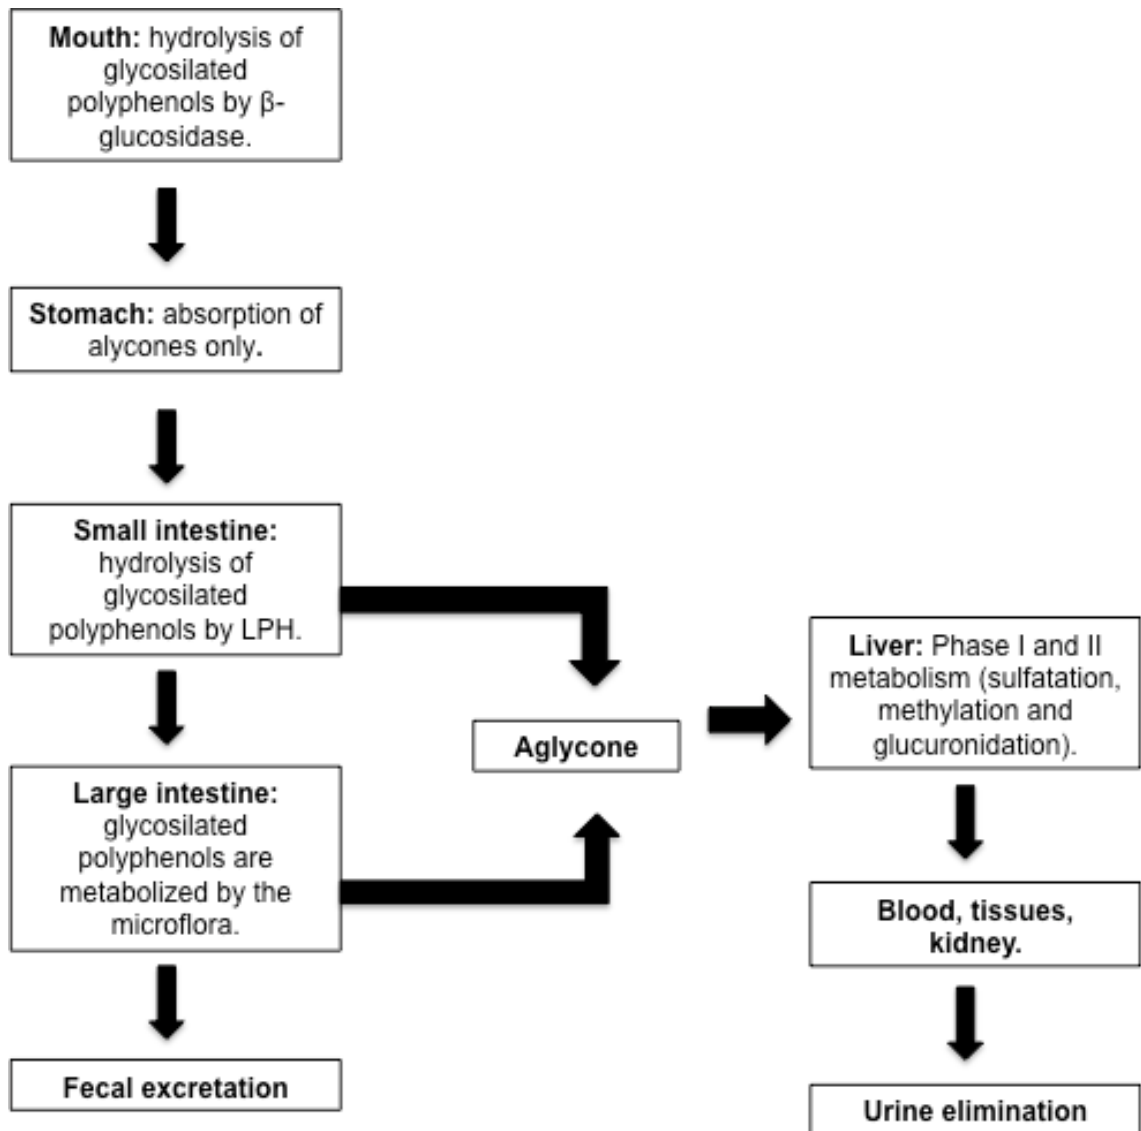 Mouth: hydrolysis of
glycosilated
polyphenols by β-
glucosidase.
Stomach: absorption of
alycones only.
Small intestine:
hydrolysis of
glycosilated
polyphenols by LPH.
Large intestine:
glycosilated
polyphenols are
metabolized by the
microflora.
Fecal excretation
Aglycone
Liver: Phase I and II
metabolism (sulfatation,
methylation and
glucuronidation).
Blood, tissues,
kidney.
Urine elimination